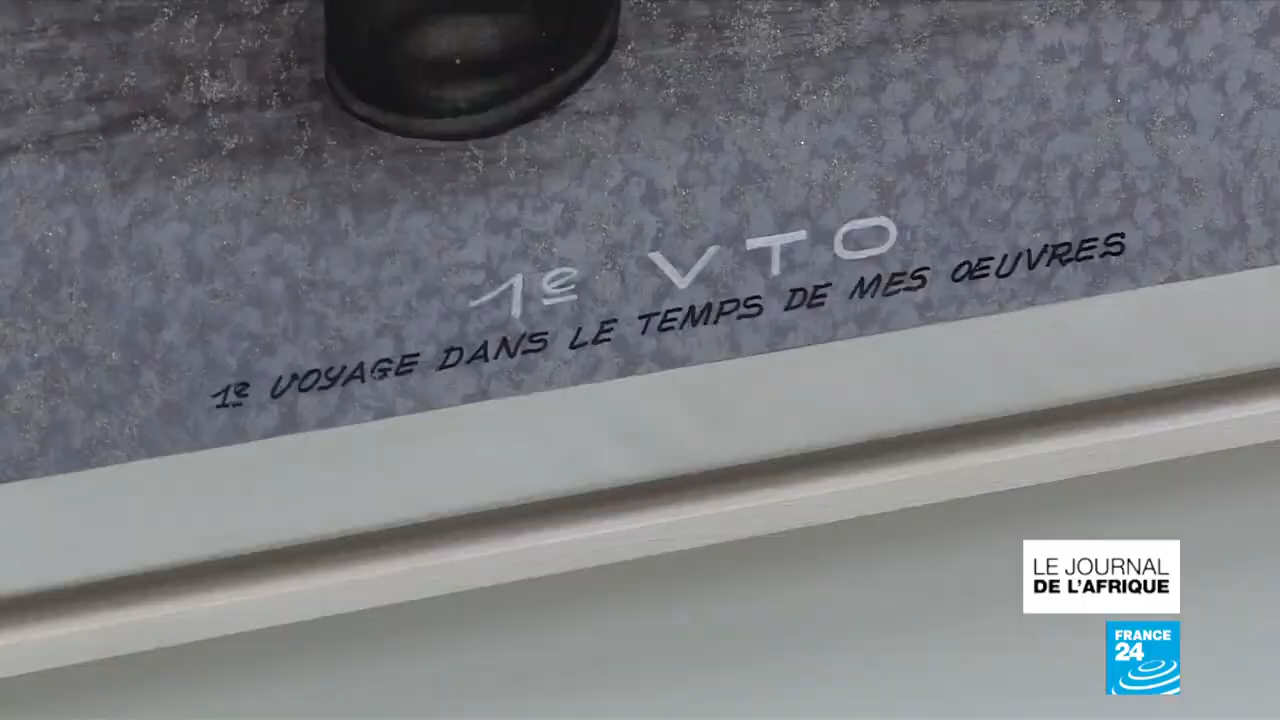 1e VTO
1e VOYAGE DANS LE TEMPS DE MES OEUVRES
LE JOURNAL
DE L'AFRIQUE
FRANCE
24